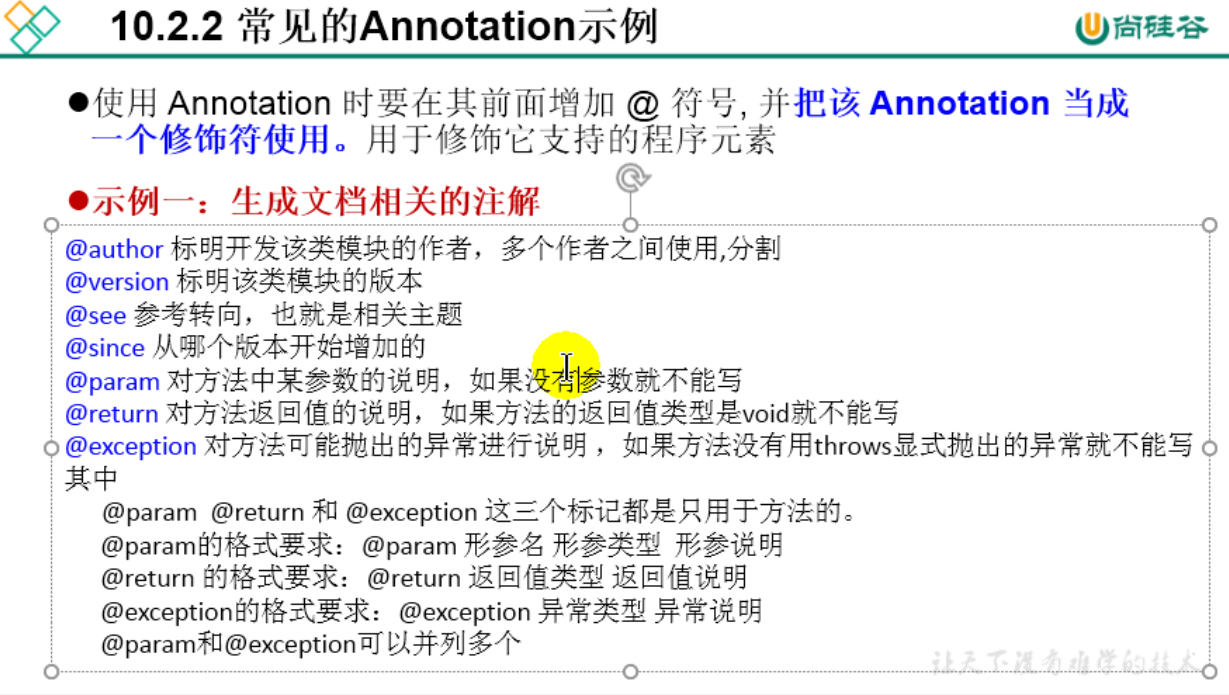 10.2.2 常见的Annotation示例
尚硅谷
●使用 Annotation 时要在其前面增加 @ 符号, 并把该 Annotation 当成
一个修饰符使用。用于修饰它支持的程序元素
●示例一：生成文档相关的注解
@author 标明开发该类模块的作者，多个作者之间使用,分割
@version 标明该类模块的版本
@see 参考转向，也就是相关主题
@since 从哪个版本开始增加的
@param 对方法中某参数的说明，如果没有参数就不能写
@return 对方法返回值的说明，如果方法的返回值类型是void就不能写
@exception 对方法可能抛出的异常进行说明 ，如果方法没有用throws显式抛出的异常就不能写
其中
@param @return 和 @exception 这三个标记都是只用于方法的。
@param的格式要求：@param 形参名 形参类型 形参说明
@return 的格式要求：@return 返回值类型 返回值说明
@exception的格式要求：@exception 异常类型 异常说明
@param和@exception可以并列多个
让天下没有难学的技术